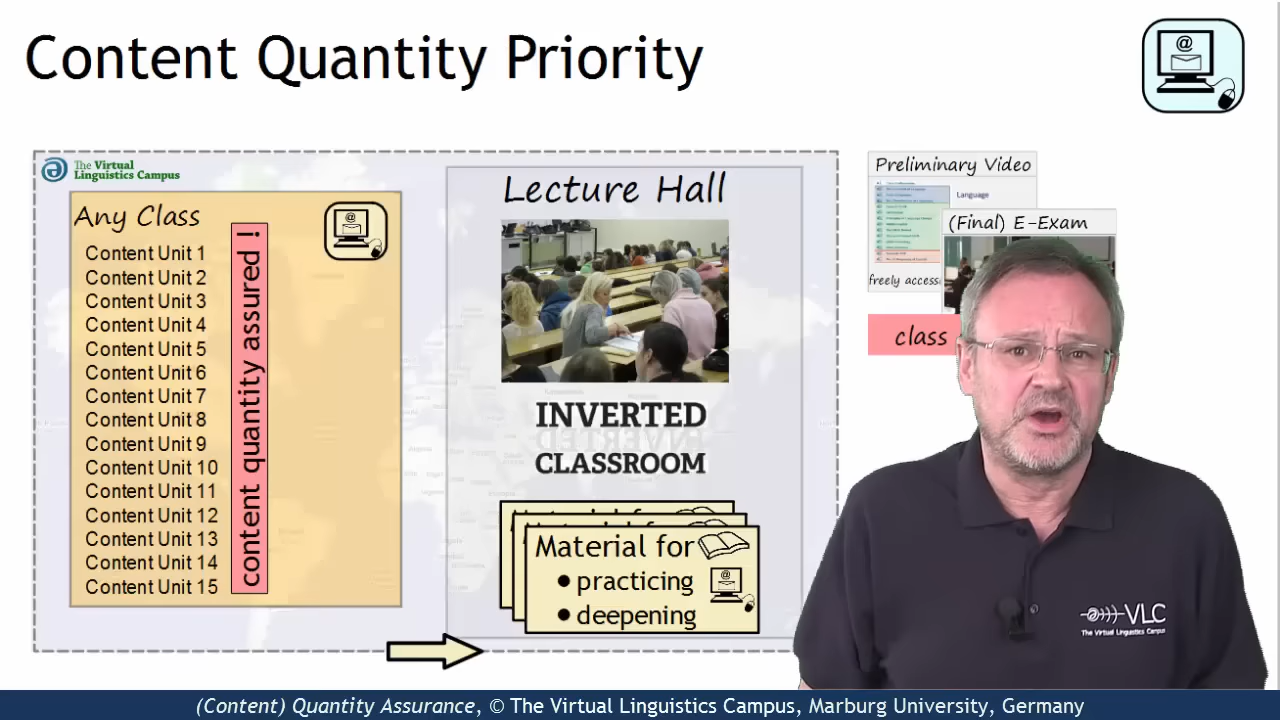 Content Quantity Priority
@
The Virtual
Linguistics Campus
Any Class
@
Content Unit 1
Content Unit 2
Content Unit 3
Content Unit 4
Content Unit 5
Content Unit 6
Content Unit 7
Content Unit 8
Content Unit 9
Content Unit 10
Content Unit 11
Content Unit 12
Content Unit 13
Content Unit 14
Content Unit 15
content quantity assured !
Lecture Hall
INVERTED
CLASSROOM
Material for
@
• practicing
• deepening
Preliminary Video
Language
(Final) E-Exam
freely access
class
VLC
The Virtual Linguistics Campus
(Content) Quantity Assurance, © The Virtual Linguistics Campus, Marburg University, Germany